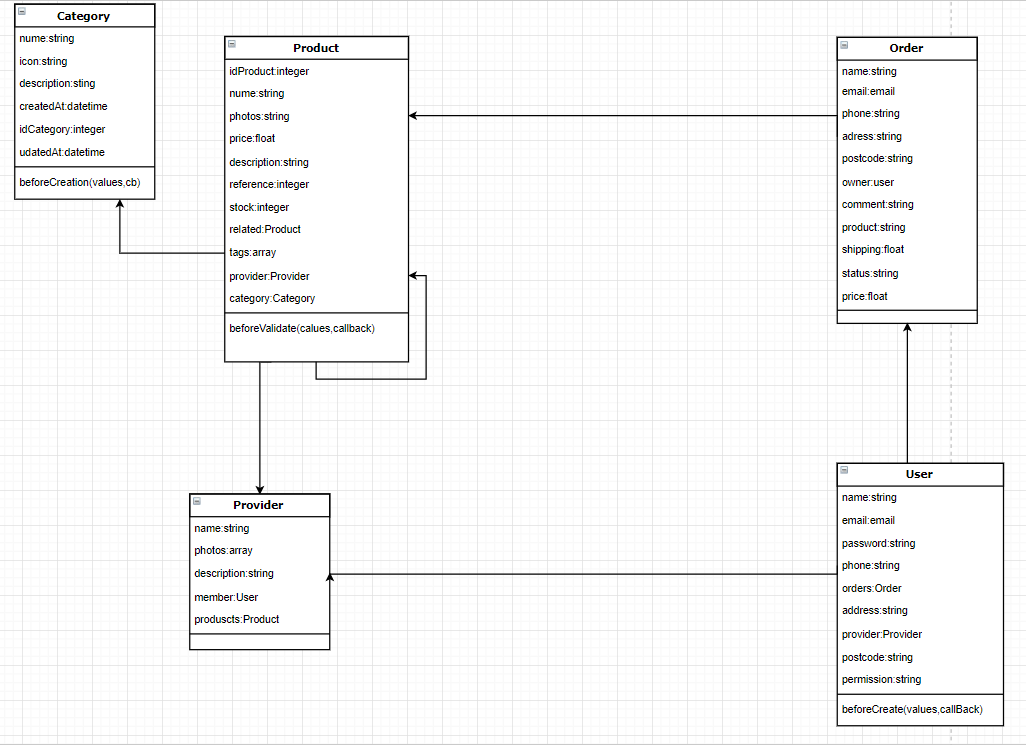 Category
nume:string
icon:string
description:sting
createdAt:datetime
idCategory:integer
udatedAt:datetime
beforeCreation(values,cb)
Product
idProduct:integer
nume:string
photos:string
price:float
description:string
reference:integer
stock:integer
related:Product
tags:array
provider:Provider
category:Category
beforeValidate(calues,callback)
Order
name:string
email:email
phone:string
adress:string
postcode:string
owner:user
comment:string
product:string
shipping:float
status:string
price:float
Provider
name:string
photos:array
description:string
member:User
produscts:Product
User
name:string
email:email
password:string
phone:string
orders:Order
address:string
provider:Provider
postcode:string
permission:string
beforeCreate(values,callBack)